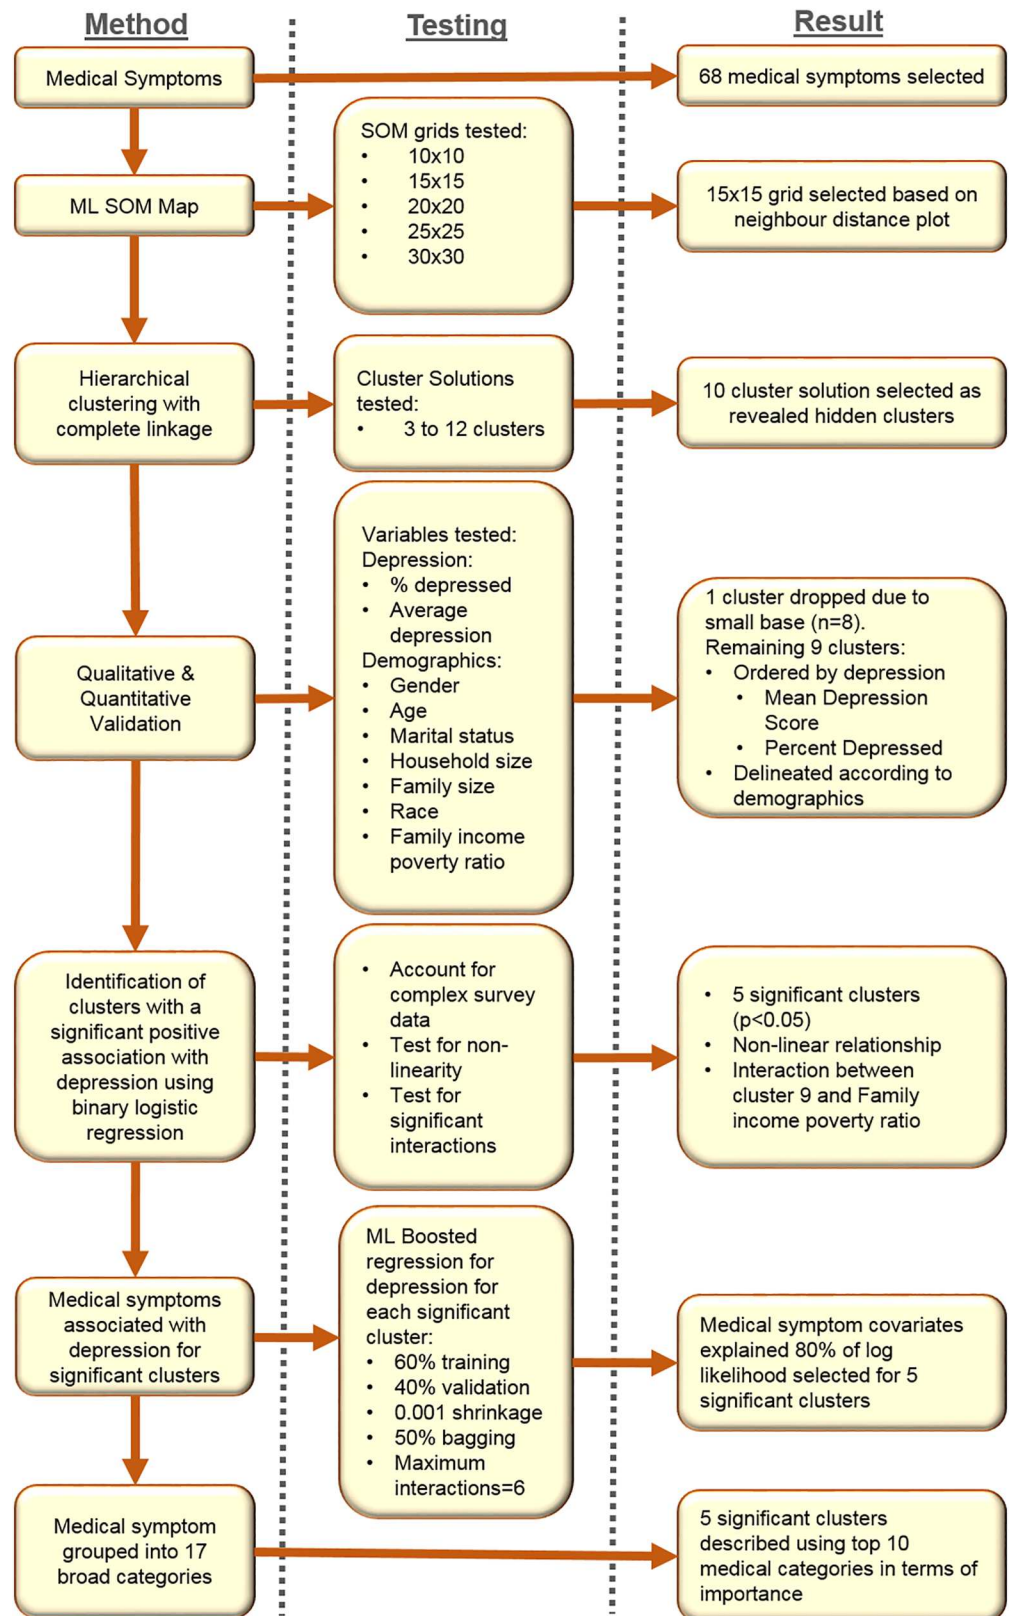 Method
Testing
Result
Medical Symptoms
68 medical symptoms selected
ML SOM Map
SOM grids tested:
• 10x10
• 15x15
• 20x20
• 25x25
• 30x30
15x15 grid selected based on
neighbour distance plot
Hierarchical
clustering with
complete linkage
Cluster Solutions
tested:
• 3 to 12 clusters
10 cluster solution selected as
revealed hidden clusters
Qualitative &
Quantitative
Validation
Variables tested:
Depression:
• % depressed
• Average
depression
Demographics:
• Gender
• Age
• Marital status
• Household size
• Family size
• Race
• Family income
poverty ratio
1 cluster dropped due to
small base (n=8).
Remaining 9 clusters:
• Ordered by depression
• Mean Depression
Score
• Percent Depressed
• Delineated according to
demographics
Identification of
clusters with a
significant positive
association with
depression using
binary logistic
regression
• Account for
complex survey
data
• Test for non-
linearity
• Test for
significant
interactions
• 5 significant clusters
(p<0.05)
• Non-linear relationship
• Interaction between
cluster 9 and Family
income poverty ratio
Medical symptoms
associated with
depression for
significant clusters
ML Boosted
regression for
depression for
each significant
cluster:
• 60% training
• 40% validation
• 0.001 shrinkage
• 50% bagging
• Maximum
interactions=6
Medical symptom covariates
explained 80% of log
likelihood selected for 5
significant clusters
Medical symptom
grouped into 17
broad categories
5 significant clusters
described using top 10
medical categories in terms of
importance